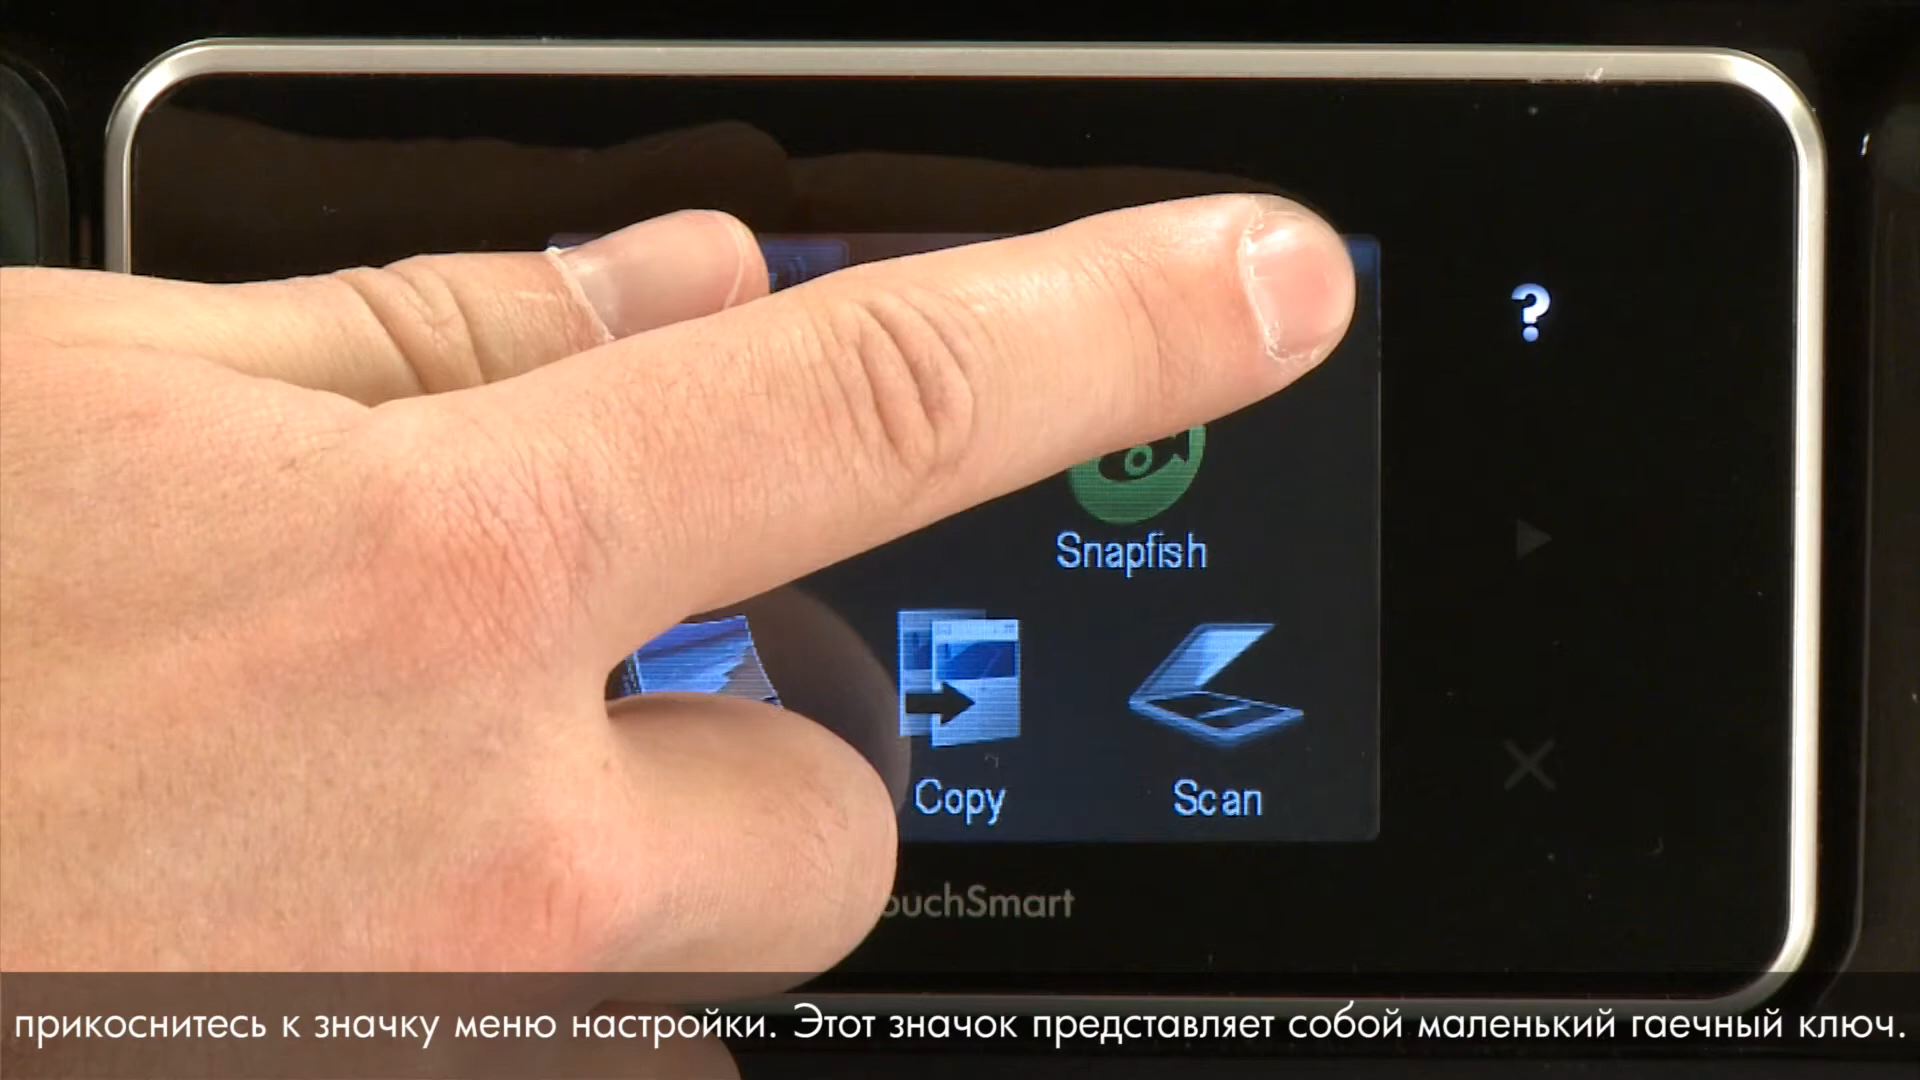 ?
Snapfish
Copy
Scan
ouchSmart
прикоснитесь к значку меню настройки. Этот значок представляет собой маленький гаечный ключ.